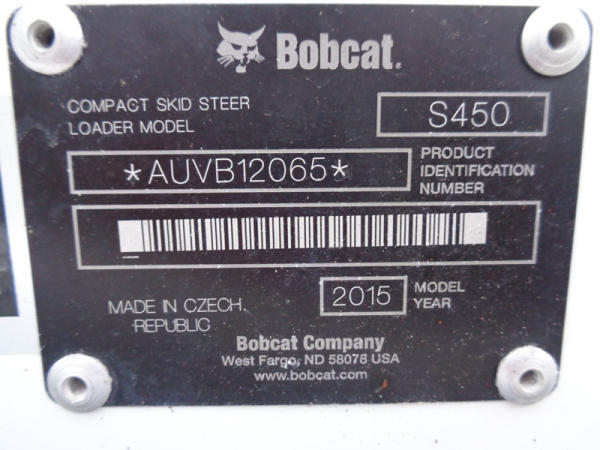 Bobcat.
COMPACT SKID STEER
LOADER MODEL
S450
*AUVB12065*
PRODUCT
IDENTIFICATION
NUMBER
MADE IN CZECH
REPUBLIC
2015
MODEL
YEAR
Bobcat Company
West Fargo, ND 58078 USA
www.bobcat.com